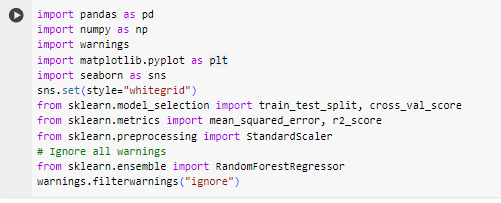 import pandas as pd
import numpy as np
import warnings
import matplotlib.pyplot as plt
import seaborn as sns
sns.set(style="whitegrid")
from sklearn.model_selection import train_test_split, cross_val_score
from sklearn.metrics import mean_squared_error, r2_score
from sklearn.preprocessing import StandardScaler
# Ignore all warnings
from sklearn.ensemble import RandomForestRegressor
warnings.filterwarnings("ignore")